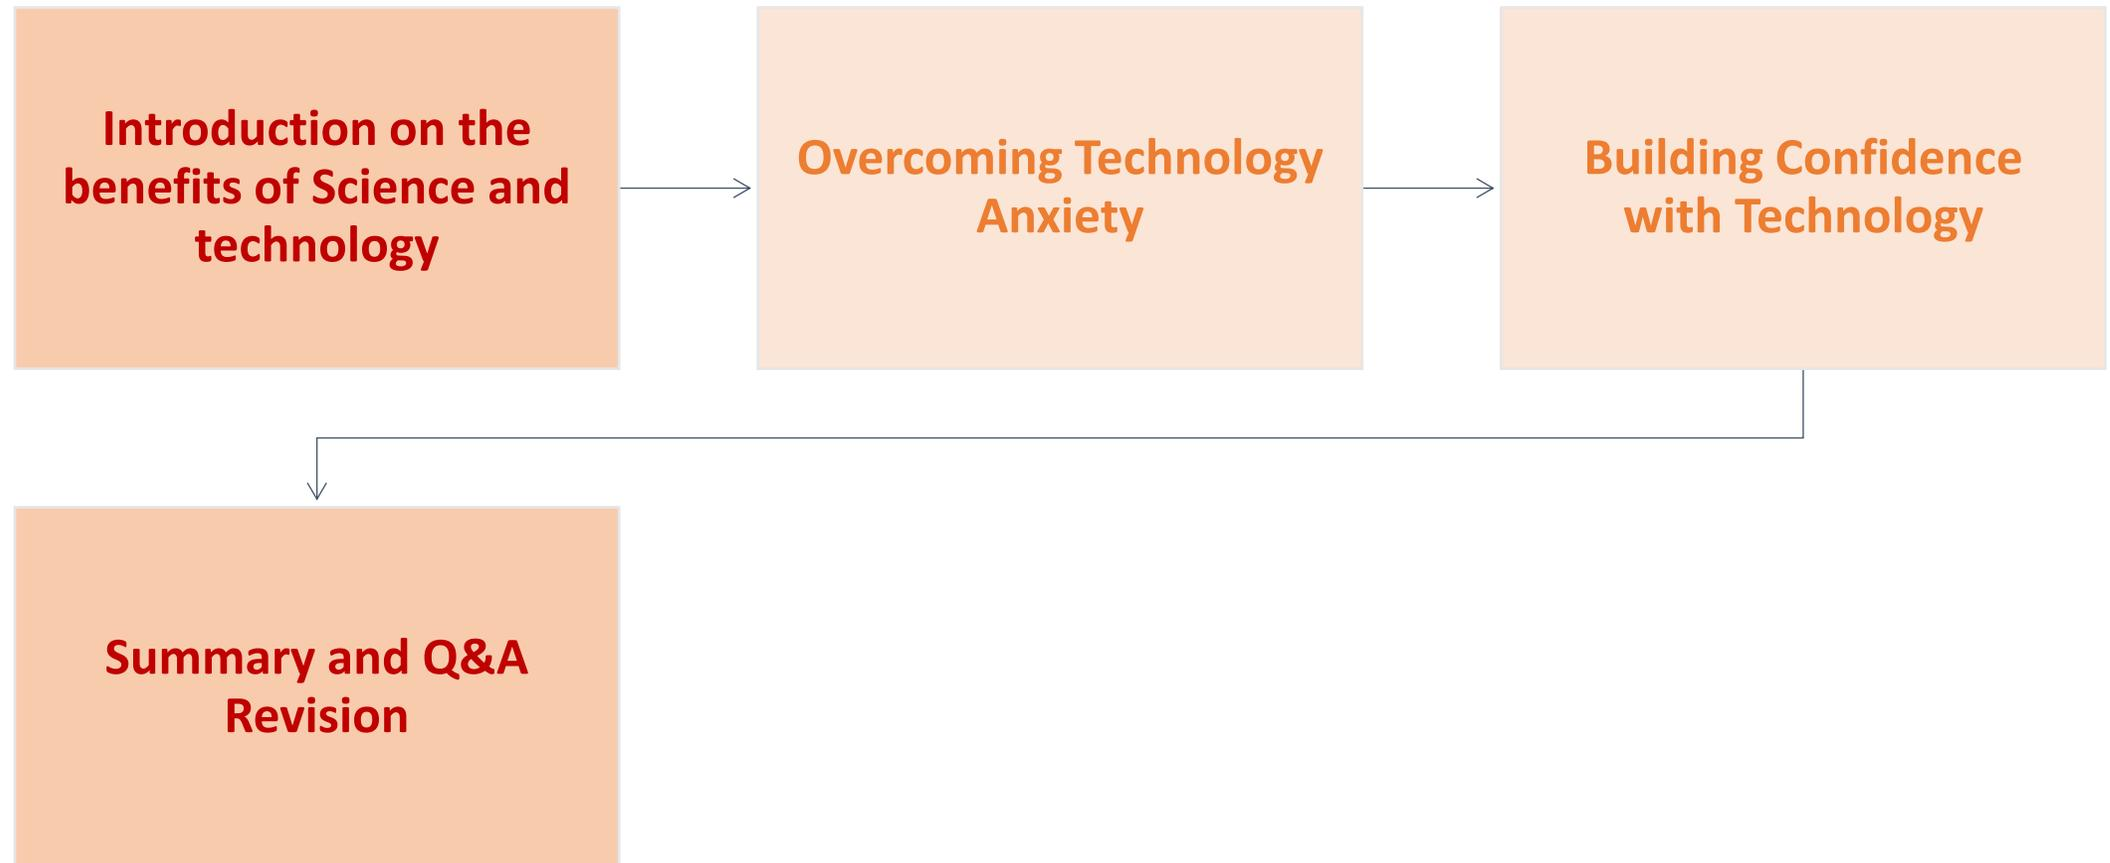 Introduction on the
benefits of Science and
technology
Overcoming Technology
Anxiety
Building Confidence
with Technology
Summary and Q&A
Revision